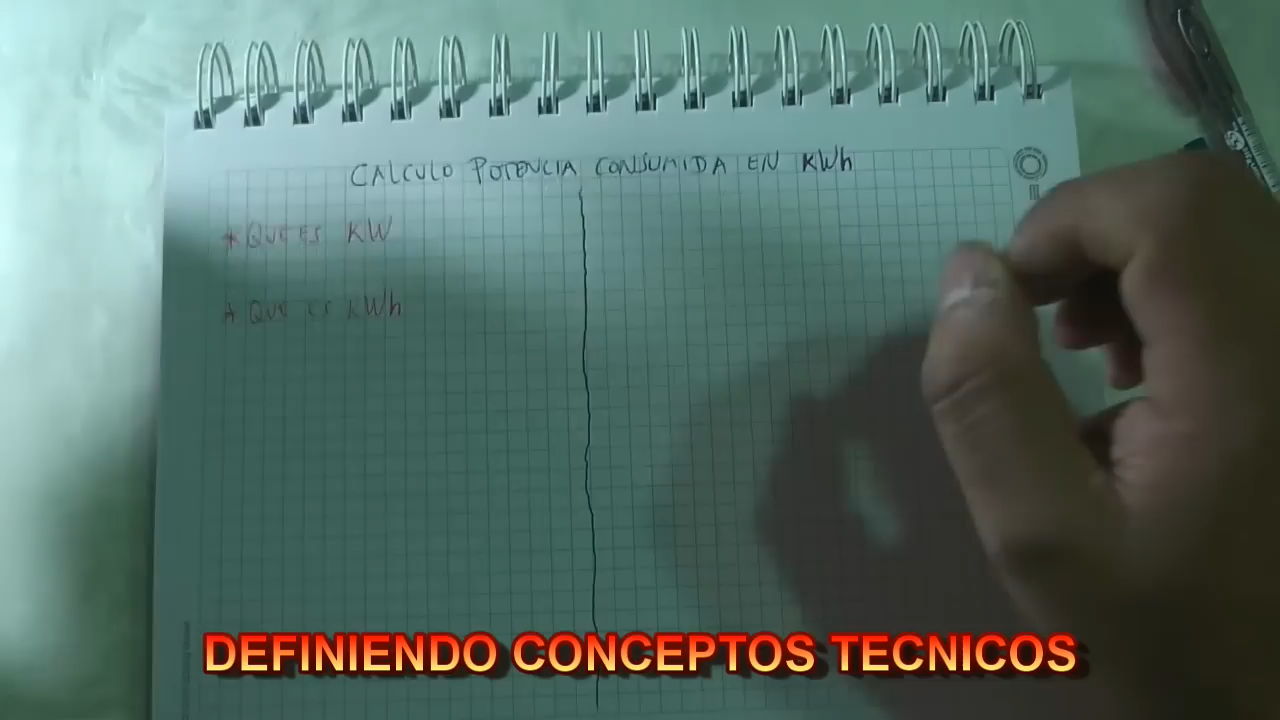 CALCULO POTENCIA CONSUMIDA EN KWh
* QUE ES KW
* QUE ES KWh
DEFINIENDO CONCEPTOS TECNICOS